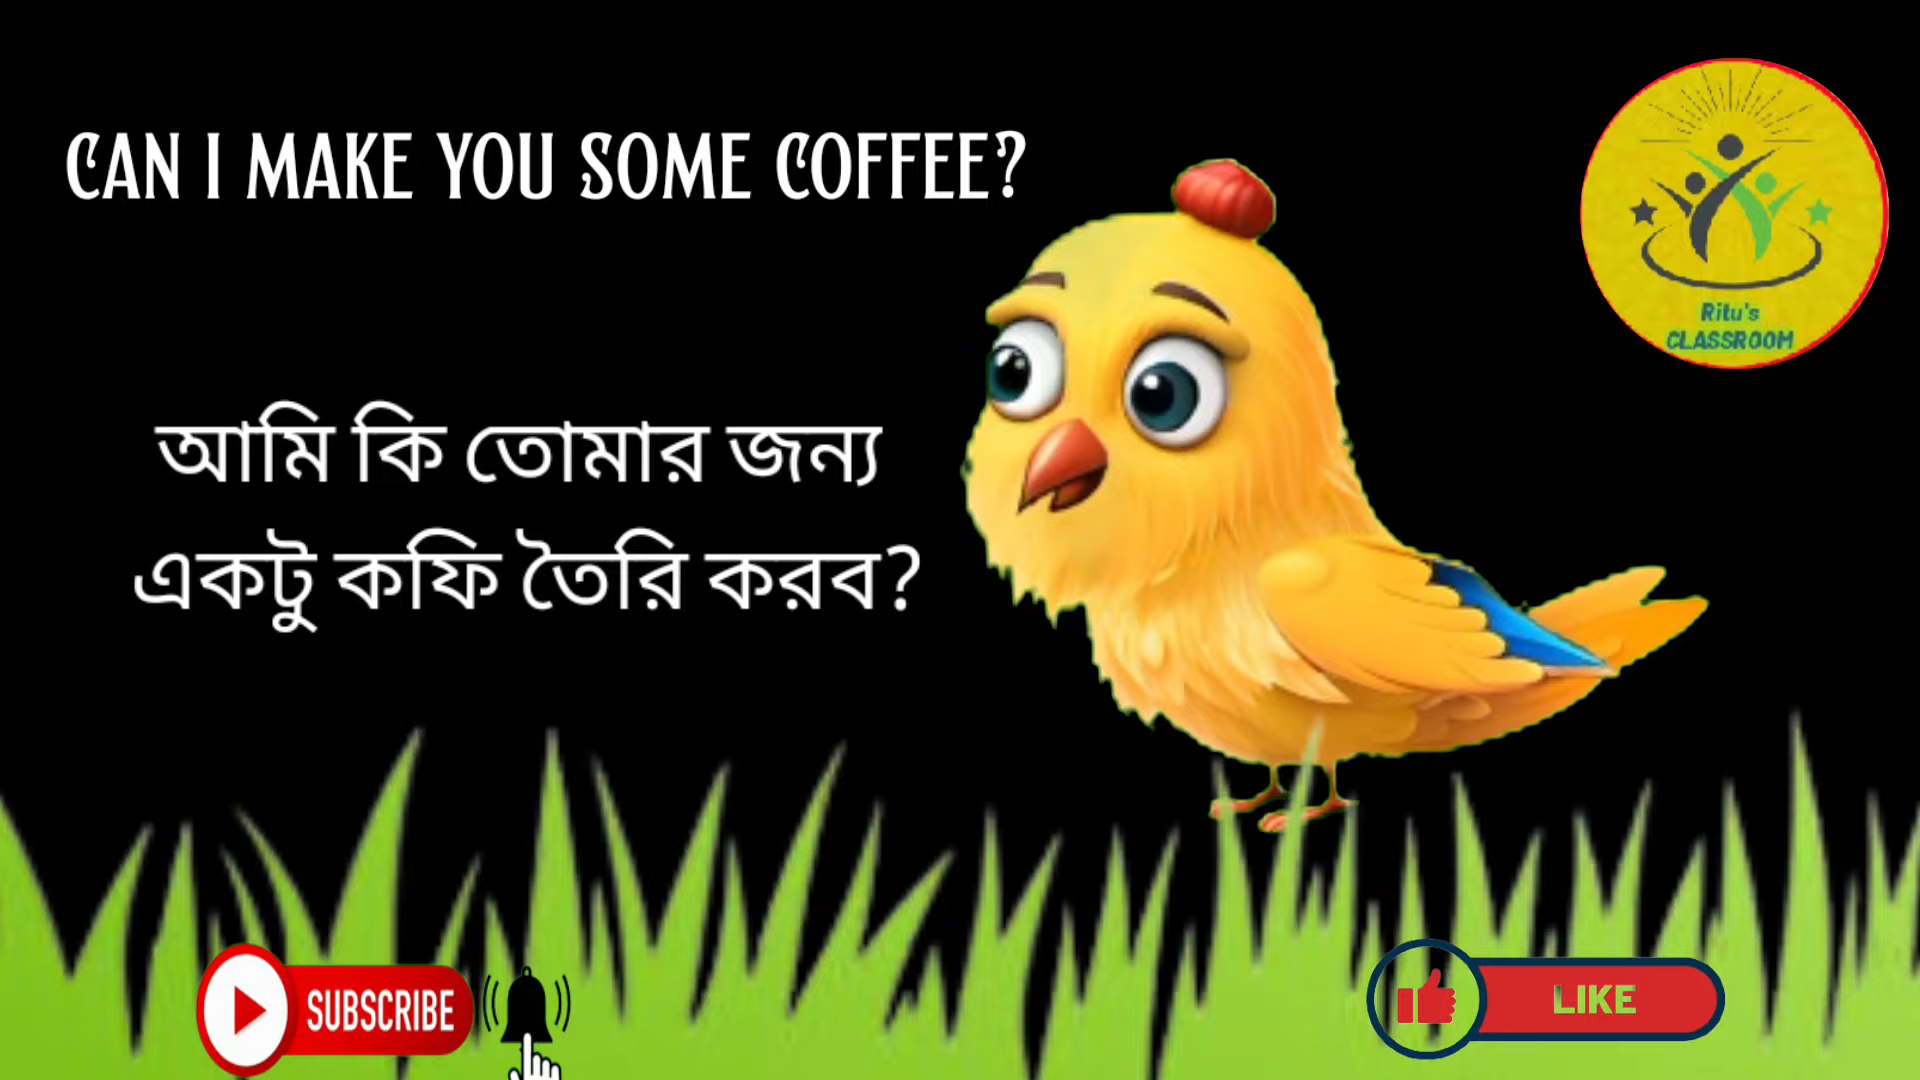 CAN I MAKE YOU SOME COFFEE?
Ritu's
CLASSROOM
আমি কি তোমার জন্য
একটু কফি তৈরি করব?
SUBSCRIBE
LIKE